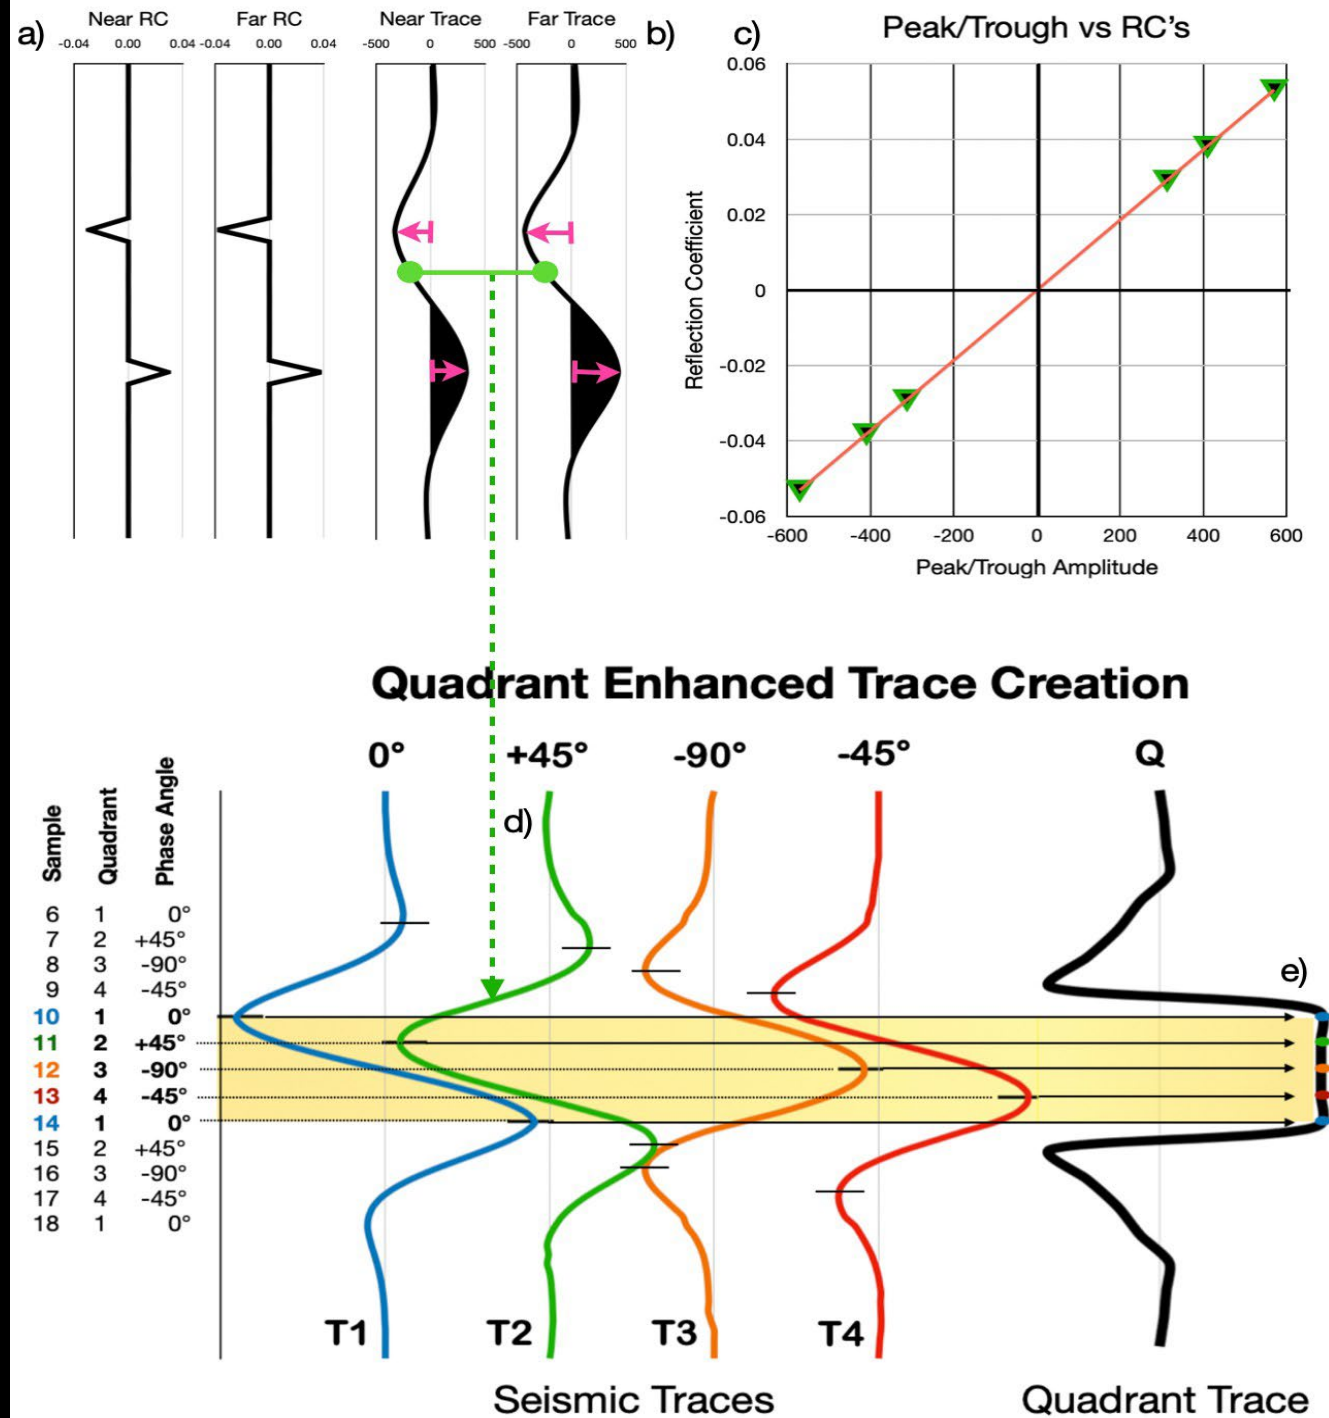 a)
Near RC
Far RC
Near Trace
Far Trace
b)
c)
Peak/Trough vs RC's
-0.04 0.00 0.04 -0.04 0.00 0.04 -500 0 500 -500 0 500
0.06
0.04
0.02
0
-0.02
-0.04
-0.06
Reflection Coefficient
-600 -400 -200 0 200 400 600
Peak/Trough Amplitude
Quadrant Enhanced Trace Creation
0° +45° -90° -45° Q
d)
e)
Sample Quadrant Phase Angle
6 1 0°
7 2 +45°
8 3 -90°
9 4 -45°
10 1 0°
11 2 +45°
12 3 -90°
13 4 -45°
14 1 0°
15 2 +45°
16 3 -90°
17 4 -45°
18 1 0°
T1 T2 T3 T4
Seismic Traces
Quadrant Trace